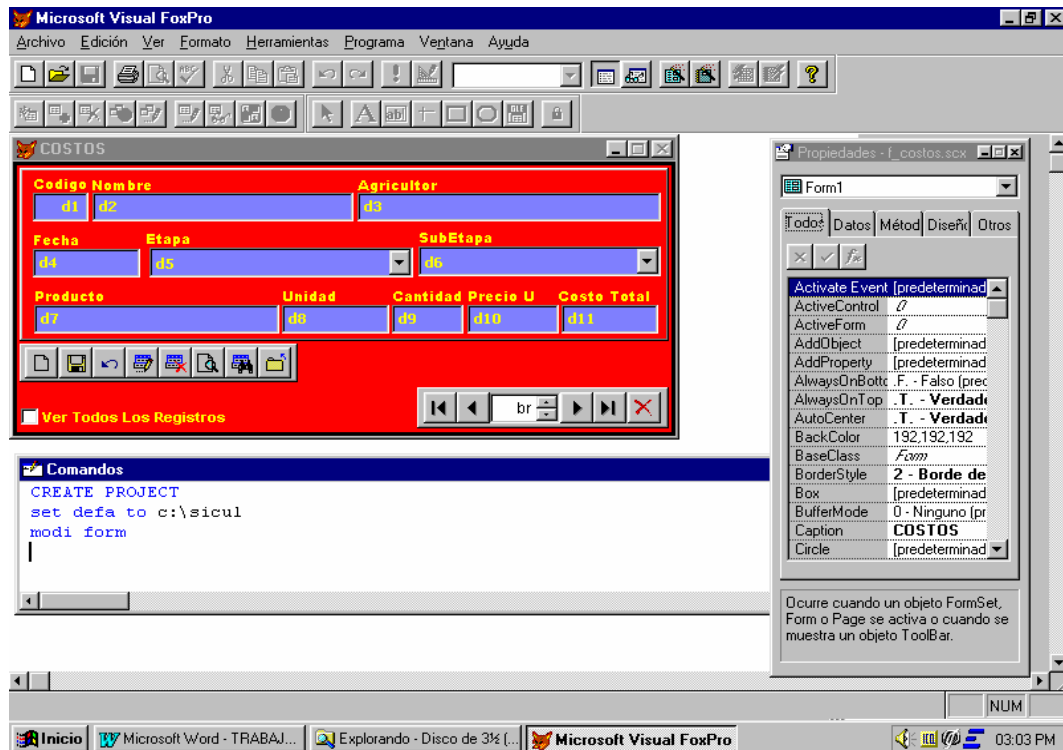 Microsoft Visual FoxPro
Archivo Edición Ver Formato Herramientas Programa Ventana Ayuda
COSTOS
Codigo Nombre Agricultor
d1 d2 d3
Fecha Etapa SubEtapa
d4 d5 d6
Producto Unidad Cantidad Precio U Costo Total
d7 d8 d9 d10 d11
br
Ver Todos Los Registros
Comandos
CREATE PROJECT
set defa to c:\sicul
modi form
Propiedades - f_costos.scx
Form1
Todos Datos Métod Diseñ Otros
Activate Event [predeterminad
ActiveControl 0
ActiveForm 0
AddObject [predeterminad
AddProperty [predeterminad
AlwaysOnBotto .F. - Falso (pred
AlwaysOnTop .T. - Verdade
AutoCenter .T. - Verdade
BackColor 192,192,192
BaseClass Form
BorderStyle 2 - Borde de
Box [predeterminad
BufferMode 0 - Ninguno (pr
Caption COSTOS
Circle [predeterminad
Ocurre cuando un objeto FormSet,
Form o Page se activa o cuando se
muestra un objeto ToolBar.
NUM
Inicio Microsoft Word - TRABAJ... Explorando - Disco de 3½ (... Microsoft Visual FoxPro 03:03 PM